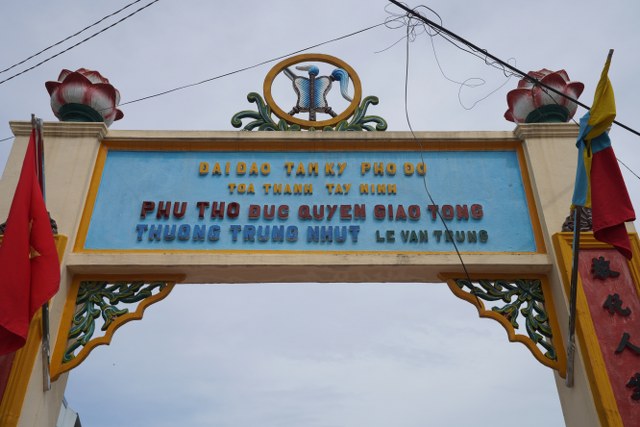 DAI DAO TAM KY PHO DO
TOA THANH TAY NINH
PHU THO DUC QUYEN GIAO TONG
THUONG TRUNG NHUT LE VAN TRUNG